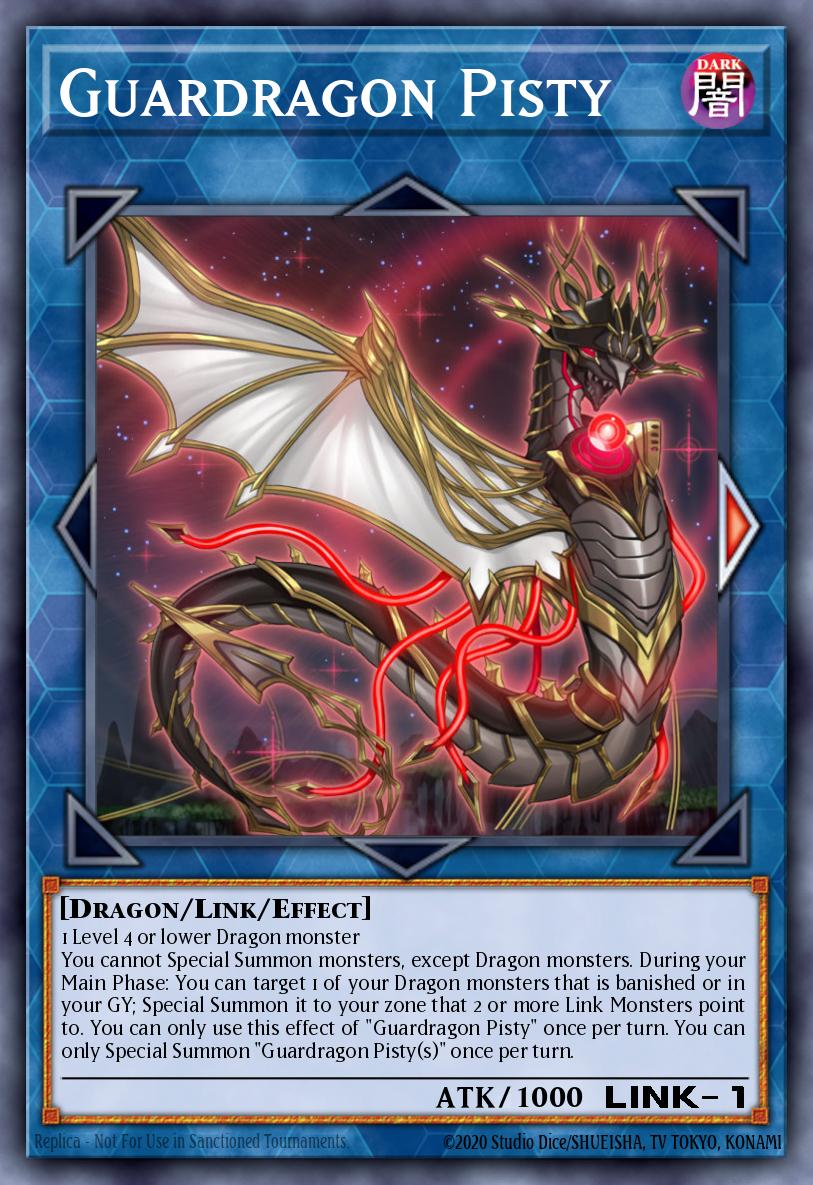 Guardragon Pisty
DARK
闇
[Dragon/Link/Effect]
1 Level 4 or lower Dragon monster
You cannot Special Summon monsters, except Dragon monsters. During your
Main Phase: You can target 1 of your Dragon monsters that is banished or in
your GY; Special Summon it to your zone that 2 or more Link Monsters point
to. You can only use this effect of "Guardragon Pisty" once per turn. You can
only Special Summon "Guardragon Pisty(s)" once per turn.
ATK/1000 LINK-1
Replica - Not For Use in Sanctioned Tournaments.
©2020 Studio Dice/SHUEISHA, TV TOKYO, KONAMI